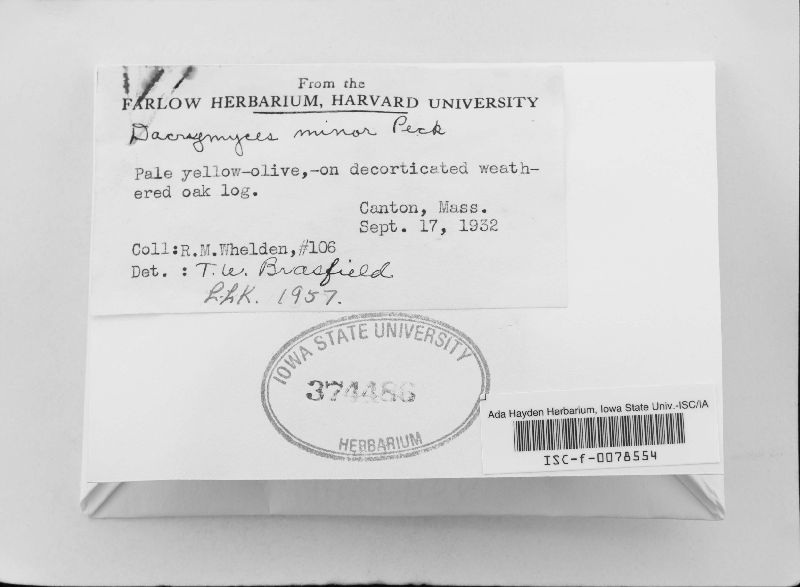 From the
FARLOW HERBARIUM, HARVARD UNIVERSITY
Dacrymyces minor Peck
Pale yellow-olive,-on decorticated weath-
ered oak log.
Canton, Mass.
Sept. 17, 1932
Coll:R.M.Whelden,#106
Det. : T.W. Brasfield
L.L.K. 1957.
IOWA STATE UNIVERSITY
374486
HERBARIUM
Ada Hayden Herbarium, Iowa State Univ.-ISC/IA
ISC-f-0078554